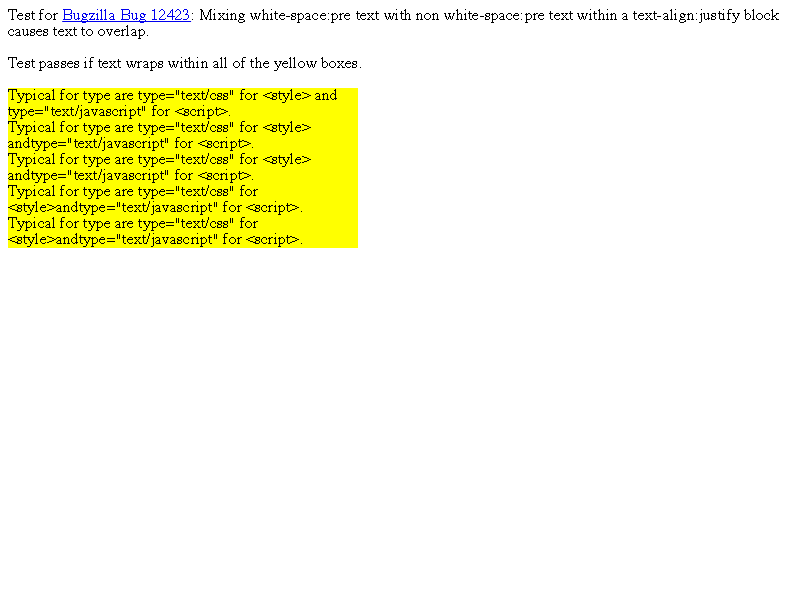 Test for Bugzilla Bug 12423: Mixing white-space:pre text with non white-space:pre text within a text-align:justify block
causes text to overlap.
Test passes if text wraps within all of the yellow boxes.
Typical for type are type="text/css" for <style> and
type="text/javascript" for <script>.
Typical for type are type="text/css" for <style>
andtype="text/javascript" for <script>.
Typical for type are type="text/css" for <style>
andtype="text/javascript" for <script>.
Typical for type are type="text/css" for
<style>andtype="text/javascript" for <script>.
Typical for type are type="text/css" for
<style>andtype="text/javascript" for <script>.